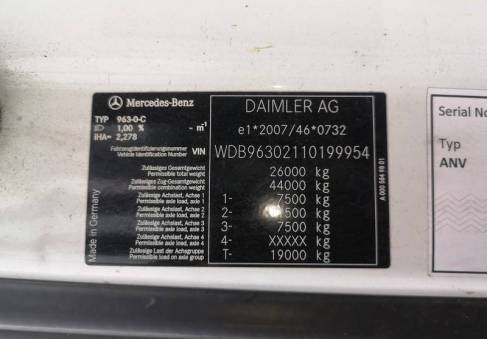 Mercedes-Benz
TYP 963-0-C
1,00 % - m⁻¹
IHA= 2,278
Fahrzeugidentifizierungsnummer
Vehicle Identification Number VIN
DAIMLER AG
e1*2007/46*0732
WDB96302110199954
Zulässiges Gesamtgewicht
Permissible total weight 26000 kg
Zulässiges Zug-Gesamtgewicht
Permissible combination weight 44000 kg
Zulässige Achslast, Achse 1
Permissible axle load, axle 1 1- 7500 kg
Zulässige Achslast, Achse 2
Permissible axle load, axle 2 2- 500 kg
Zulässige Achslast, Achse 3
Permissible axle load, axle 3 3- 7500 kg
Zulässige Achslast, Achse 4
Permissible axle load, axle 4 4- XXXXX kg
Zulässige Last der Achsgruppe
Permissible load on axle group T- 19000 kg
Made in Germany
Serial No
Typ
ANV